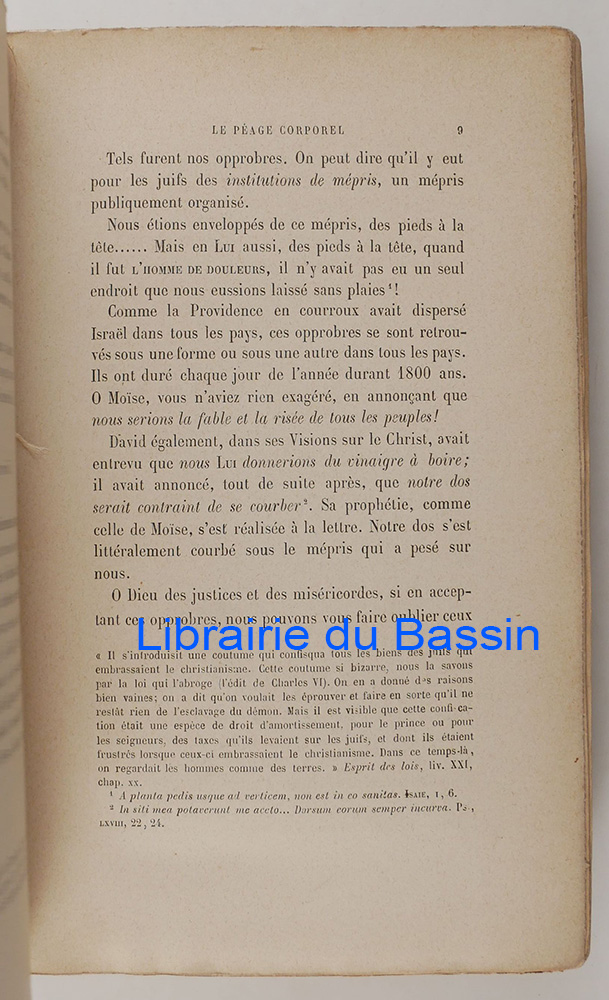 LE PÉAGE CORPOREL 9
Tels furent nos opprobres. On peut dire qu'il y eut
pour les juifs des institutions de mépris, un mépris
publiquement organisé.
Nous étions enveloppés de ce mépris, des pieds à la
tête...... Mais en LUI aussi, des pieds à la tête, quand
il fut L'HOMME DE DOULEURS, il n'y avait pas eu un seul
endroit que nous eussions laissé sans plaies¹!
Comme la Providence en courroux avait dispersé
Israël dans tous les pays, ces opprobres se sont retrou-
vés sous une forme ou sous une autre dans tous les pays.
Ils ont duré chaque jour de l'année durant 1800 ans.
O Moïse, vous n'aviez rien exagéré, en annonçant que
nous serions la fable et la risée de tous les peuples!
David également, dans ses Visions sur le Christ, avait
entrevu que nous LUI donnerions du vinaigre à boire;
il avait annoncé, tout de suite après, que notre dos
serait contraint de se courber². Sa prophétie, comme
celle de Moïse, s'est réalisée à la lettre. Notre dos s'est
littéralement courbé sous le mépris qui a pesé sur
nous.
O Dieu des justices et des miséricordes, si en accep-
tant ces opprobres, nous pouvons vous faire oublier ceux
Librairie du Bassin
« Il s'introduisit une coutume qui confisqua tous les biens des juifs qui
embrassaient le christianisme. Cette coutume si bizarre, nous la savons
par la loi qui l'abroge (l'édit de Charles VI). On en a donné des raisons
bien vaines; on a dit qu'on voulait les éprouver et faire en sorte qu'il ne
restât rien de l'esclavage du démon. Mais il est visible que cette confisca-
tion était une espèce de droit d'amortissement, pour le prince ou pour
les seigneurs, des taxes qu'ils levaient sur les juifs, et dont ils étaient
frustrés lorsque ceux-ci embrassaient le christianisme. Dans ce temps-là,
on regardait les hommes comme des terres. » Esprit des lois, liv. XXI,
chap. XX.
¹ A planta pedis usque ad verticem, non est in eo sanitas. ISAIE, I, 6.
² In siti mea potaverunt me aceto... Dorsum eorum semper incurva. Ps.,
LXVIII, 22, 24.